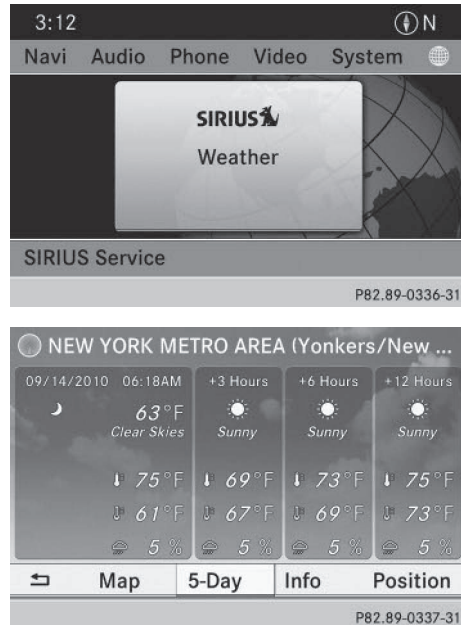 3:12 N
Navi Audio Phone Video System
SIRIUS
Weather
SIRIUS Service
P82.89-0336-31
NEW YORK METRO AREA (Yonkers/New ...
09/14/2010 06:18AM +3 Hours +6 Hours +12 Hours
63°F
Clear Skies Sunny Sunny Sunny
75°F 69°F 73°F 75°F
61°F 67°F 69°F 73°F
5 % 5 % 5 % 5 %
Map 5-Day Info Position
P82.89-0337-31